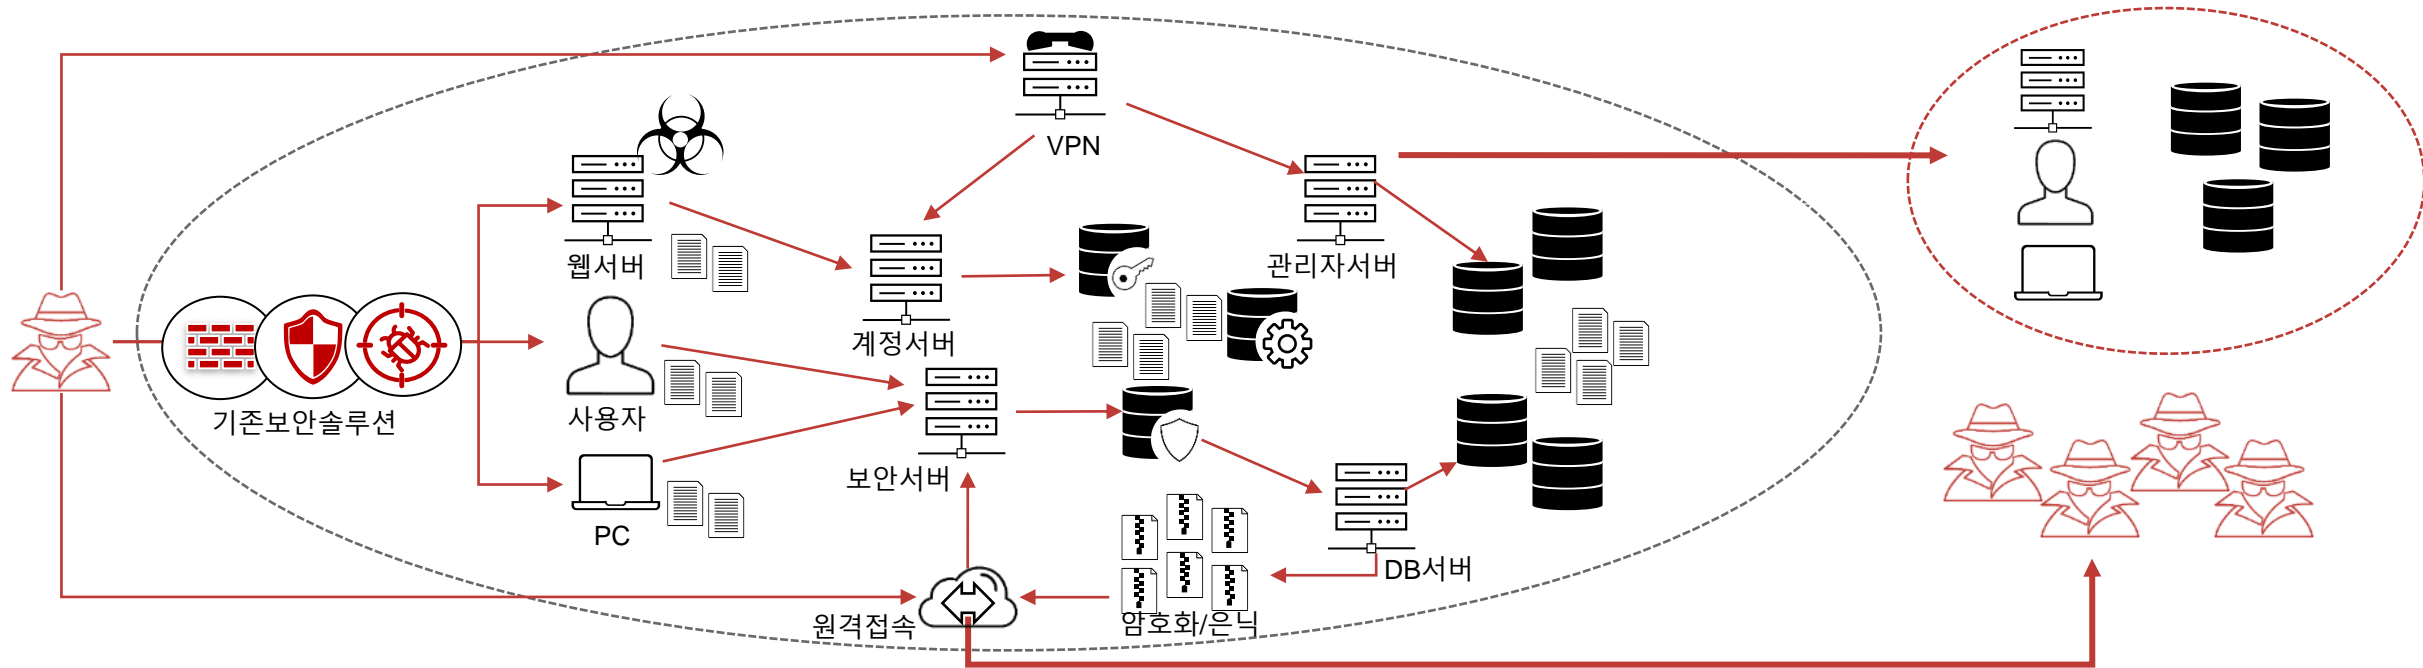 VPN
웹서버
관리자서버
계정서버
기존보안솔루션
사용자
보안서버
PC
DB서버
원격접속
암호화/은닉